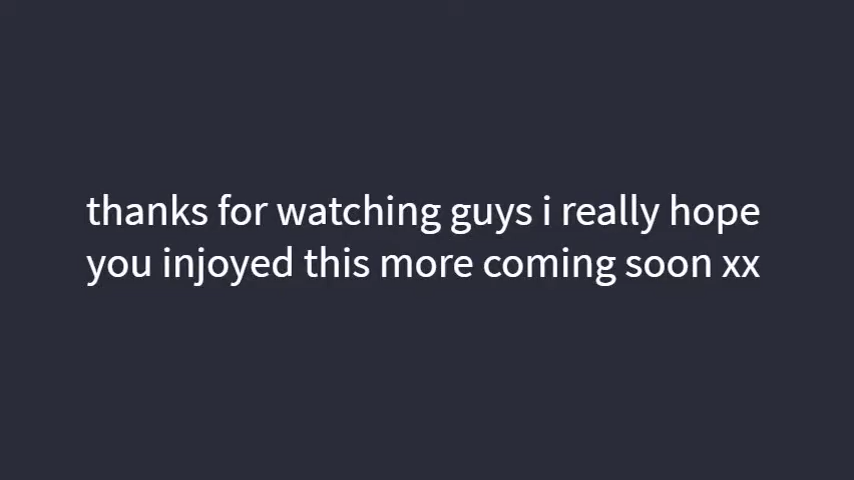 thanks for watching guys i really hope
you injoyed this more coming soon xx